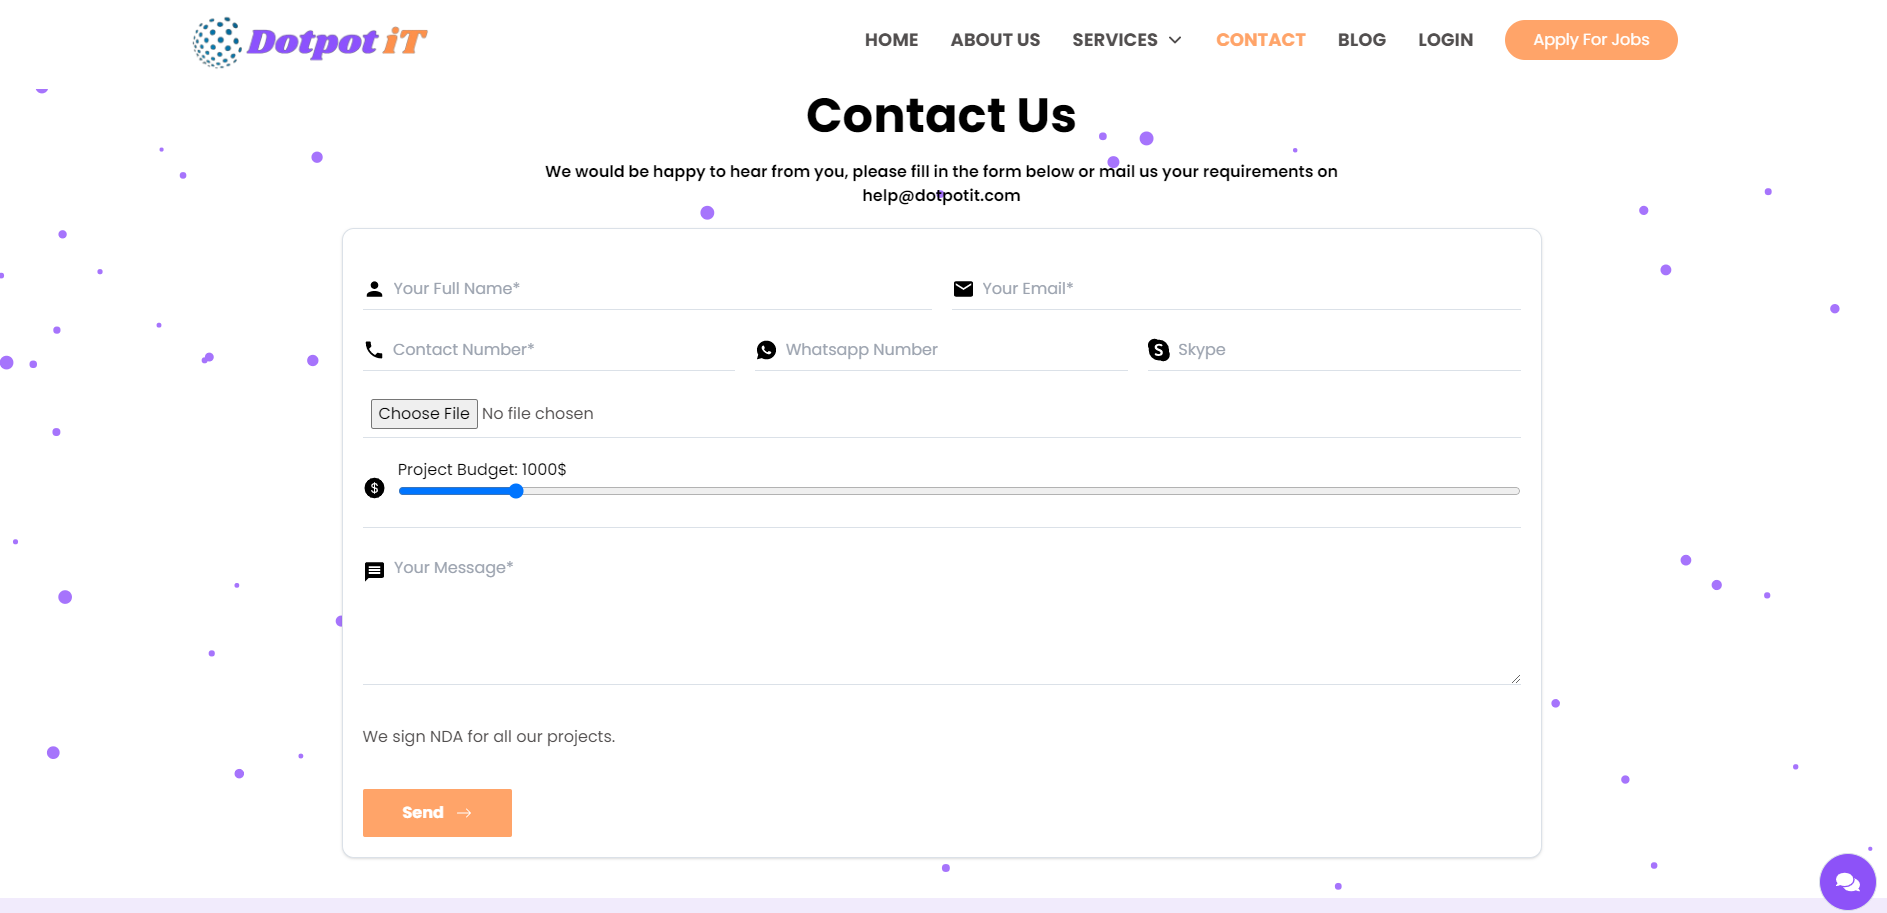 Dotpot iT
HOME ABOUT US SERVICES CONTACT BLOG LOGIN Apply For Jobs
Contact Us
We would be happy to hear from you, please fill in the form below or mail us your requirements on
help@dotpotit.com
Your Full Name* Your Email*
Contact Number* Whatsapp Number Skype
Choose File No file chosen
Project Budget: 1000$
Your Message*
We sign NDA for all our projects.
Send